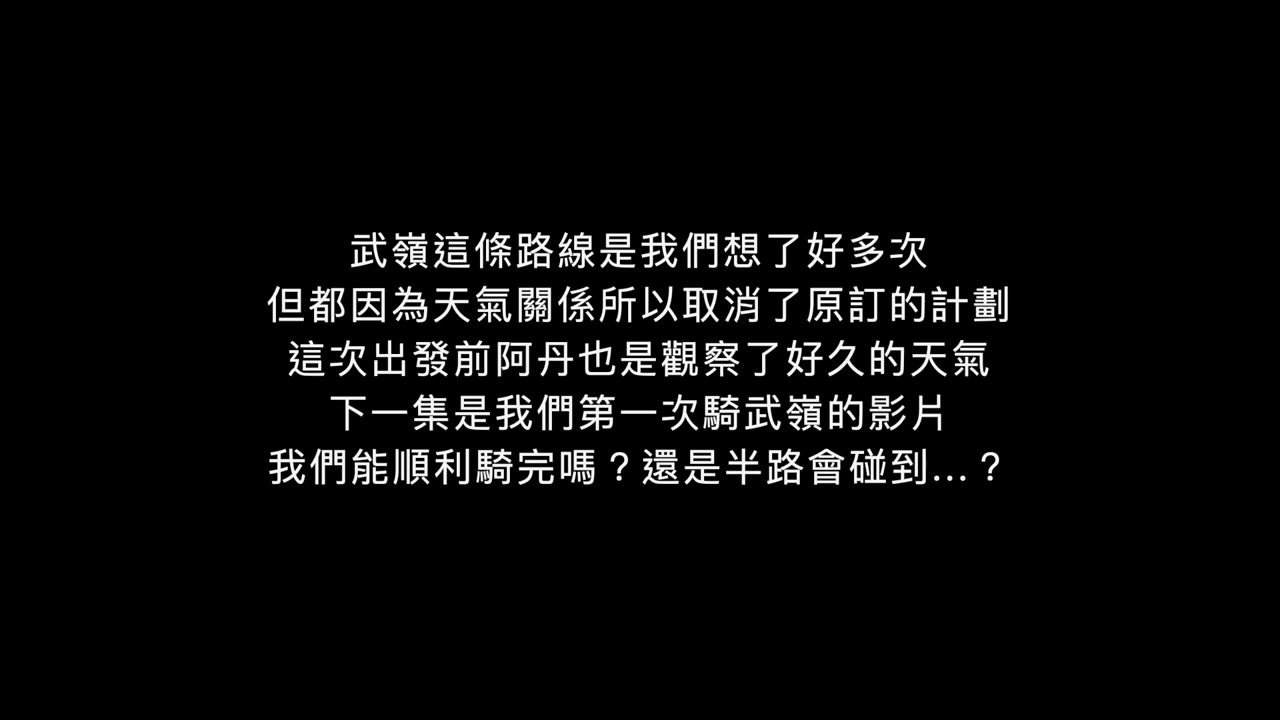 武嶺這條路線是我們想了好多次
但都因為天氣關係所以取消了原訂的計劃
這次出發前阿丹也是觀察了好久的天氣
下一集是我們第一次騎武嶺的影片
我們能順利騎完嗎？還是半路會碰到...？